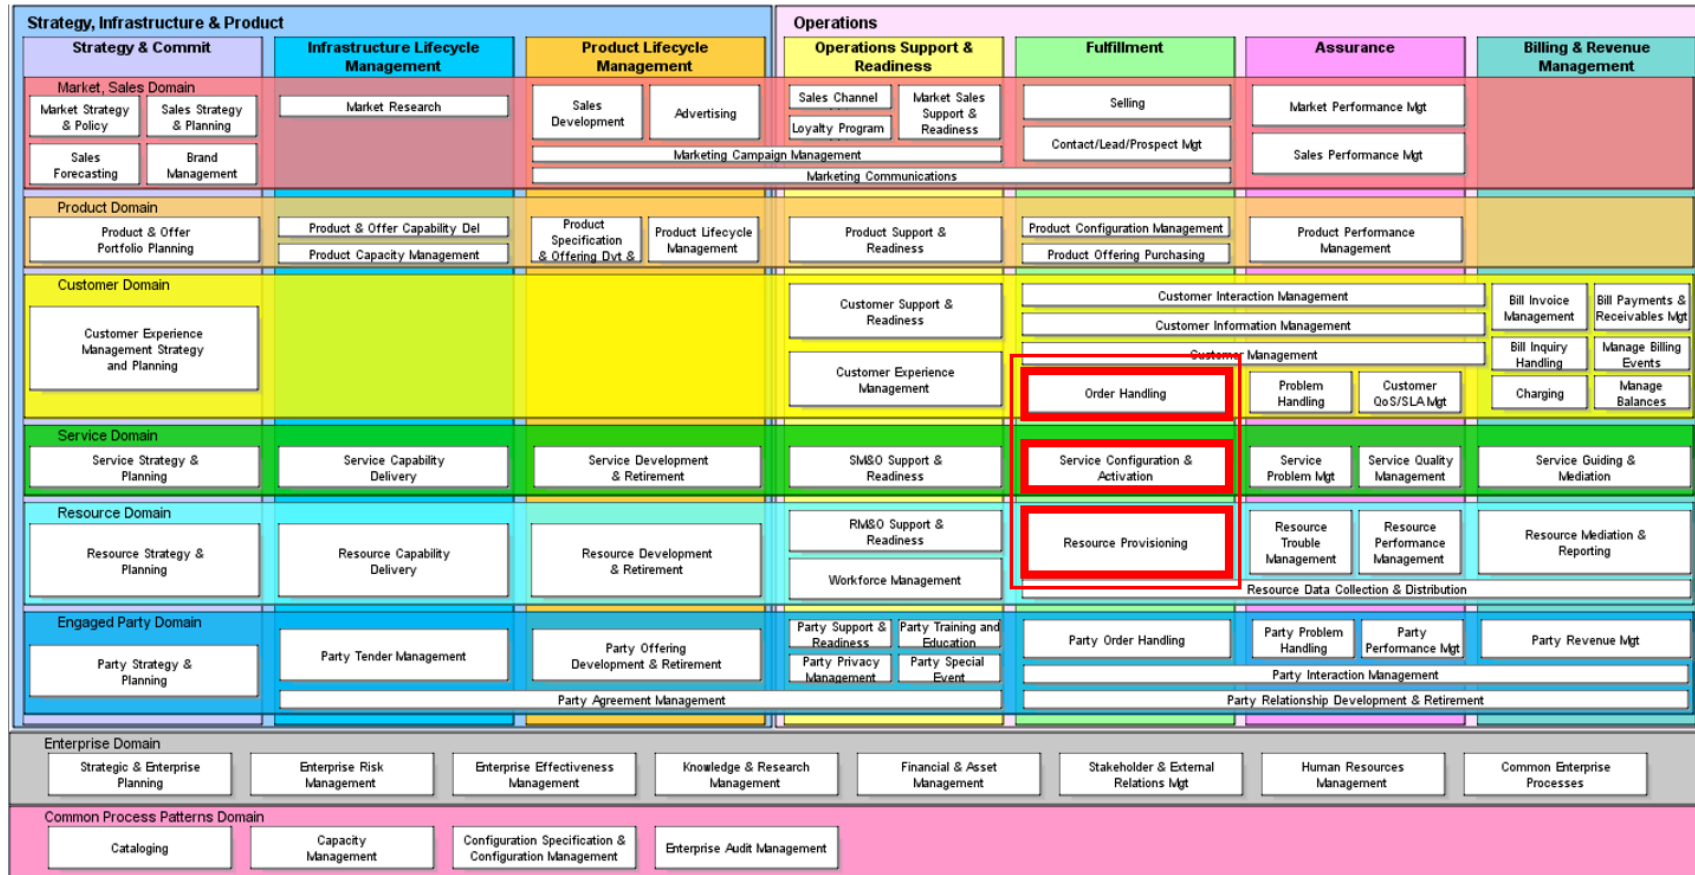 Strategy, Infrastructure & Product
Operations
Strategy & Commit
Infrastructure Lifecycle
Management
Product Lifecycle
Management
Operations Support &
Readiness
Fulfillment
Assurance
Billing & Revenue
Management
Market, Sales Domain
Market Strategy
& Policy
Sales Strategy
& Planning
Sales
Forecasting
Brand
Management
Market Research
Sales
Development
Advertising
Sales Channel
Loyalty Program
Market Sales
Support &
Readiness
Selling
Contact/Lead/Prospect Mgt
Market Performance Mgt
Sales Performance Mgt
Marketing Campaign Management
Marketing Communications
Product Domain
Product & Offer
Portfolio Planning
Product & Offer Capability Del
Product Capacity Management
Product
Specification
& Offering Dvt &
Product Lifecycle
Management
Product Support &
Readiness
Product Configuration Management
Product Offering Purchasing
Product Performance
Management
Customer Domain
Customer Experience
Management Strategy
and Planning
Customer Support &
Readiness
Customer Experience
Management
Customer Interaction Management
Customer Information Management
Customer Management
Order Handling
Problem
Handling
Customer
QoS/SLA Mgt
Bill Invoice
Management
Bill Payments &
Receivables Mgt
Bill Inquiry
Handling
Manage Billing
Events
Charging
Manage
Balances
Service Domain
Service Strategy &
Planning
Service Capability
Delivery
Service Development
& Retirement
SM&O Support &
Readiness
Service Configuration &
Activation
Service
Problem Mgt
Service Quality
Management
Service Guiding &
Mediation
Resource Domain
Resource Strategy &
Planning
Resource Capability
Delivery
Resource Development
& Retirement
RM&O Support &
Readiness
Workforce Management
Resource Provisioning
Resource
Trouble
Management
Resource
Performance
Management
Resource Mediation &
Reporting
Resource Data Collection & Distribution
Engaged Party Domain
Party Strategy &
Planning
Party Tender Management
Party Offering
Development & Retirement
Party Support &
Readiness
Party Training and
Education
Party Privacy
Management
Party Special
Event
Party Order Handling
Party Problem
Handling
Party
Performance Mgt
Party Revenue Mgt
Party Interaction Management
Party Agreement Management
Party Relationship Development & Retirement
Enterprise Domain
Strategic & Enterprise
Planning
Enterprise Risk
Management
Enterprise Effectiveness
Management
Knowledge & Research
Management
Financial & Asset
Management
Stakeholder & External
Relations Mgt
Human Resources
Management
Common Enterprise
Processes
Common Process Patterns Domain
Cataloging
Capacity
Management
Configuration Specification &
Configuration Management
Enterprise Audit Management